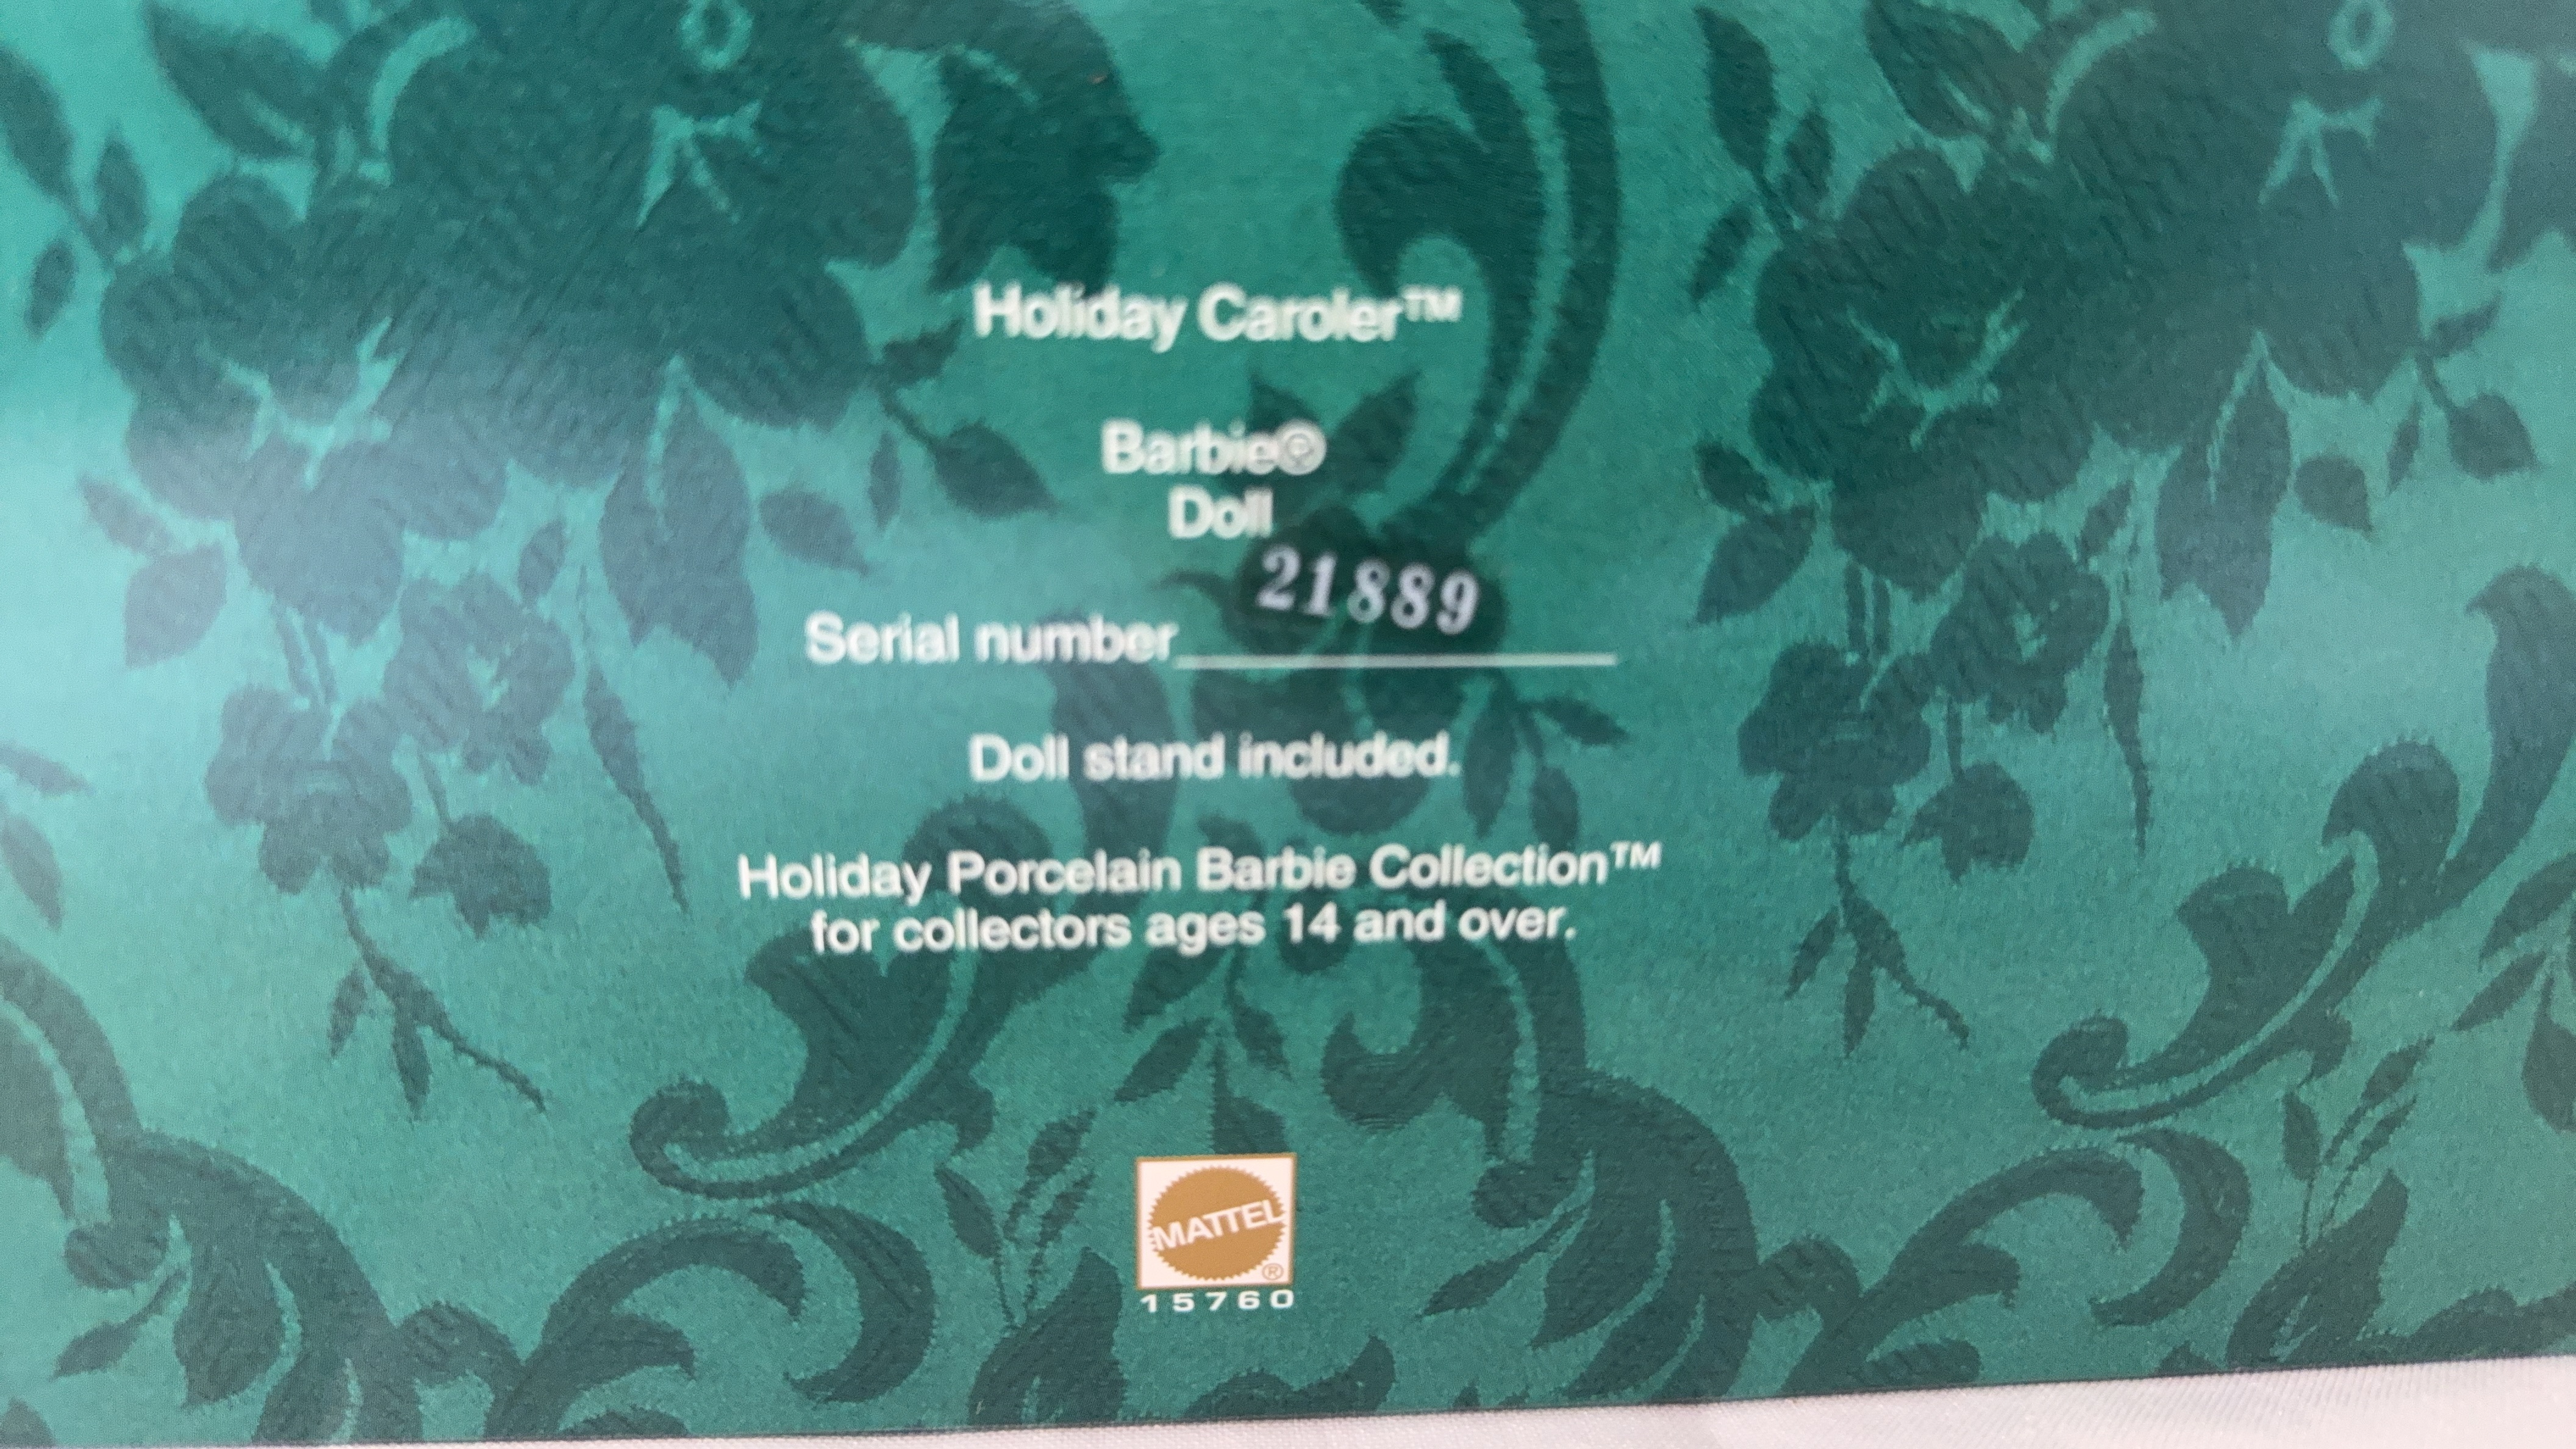 Holiday Caroler™
Barbie®
Doll
Serial number 21889
Doll stand included.
Holiday Porcelain Barbie Collection™
for collectors ages 14 and over.
MATTEL®
15760